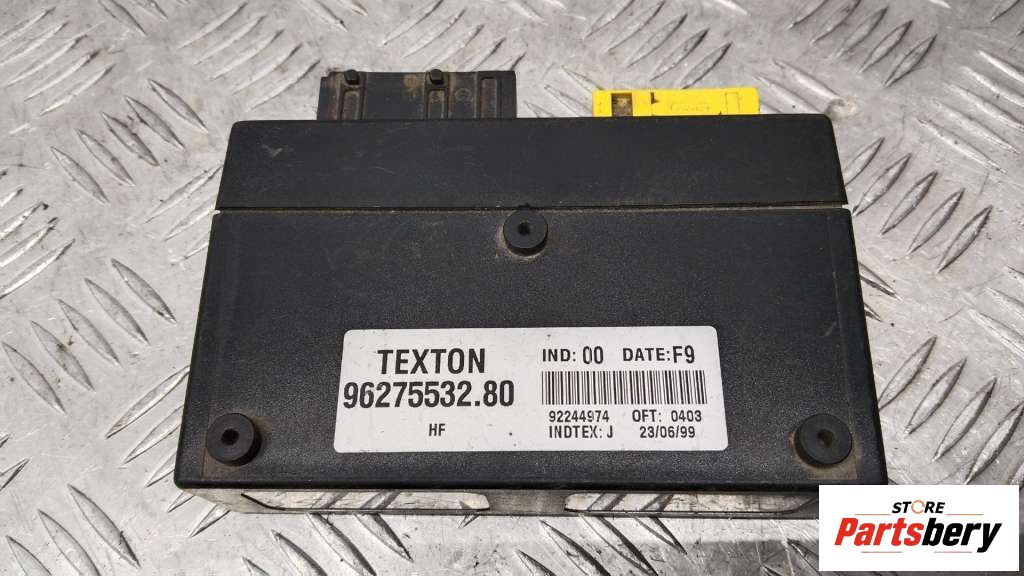 TEXTON
96275532.80
HF
IND: 00 DATE:F9
92244974 OFT: 0403
INDTEX: J 23/06/99
STORE
Partsbery